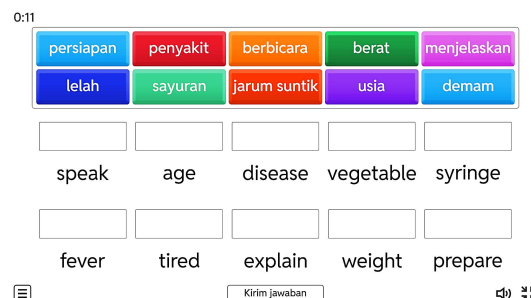 0:11
persiapan penyakit berbicara berat menjelaskan
lelah sayuran jarum suntik usia demam
speak age disease vegetable syringe
fever tired explain weight prepare
Kirim jawaban